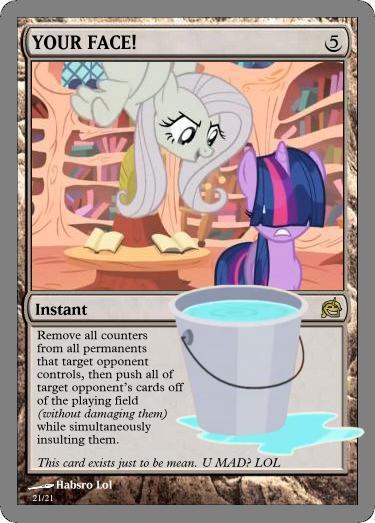 YOUR FACE!
5
Instant
Remove all counters
from all permanents
that target opponent
controls, then push all of
target opponent's cards off
of the playing field
(without damaging them)
while simultaneously
insulting them.
This card exists just to be mean. U MAD? LOL
Habsro Lol
21/21